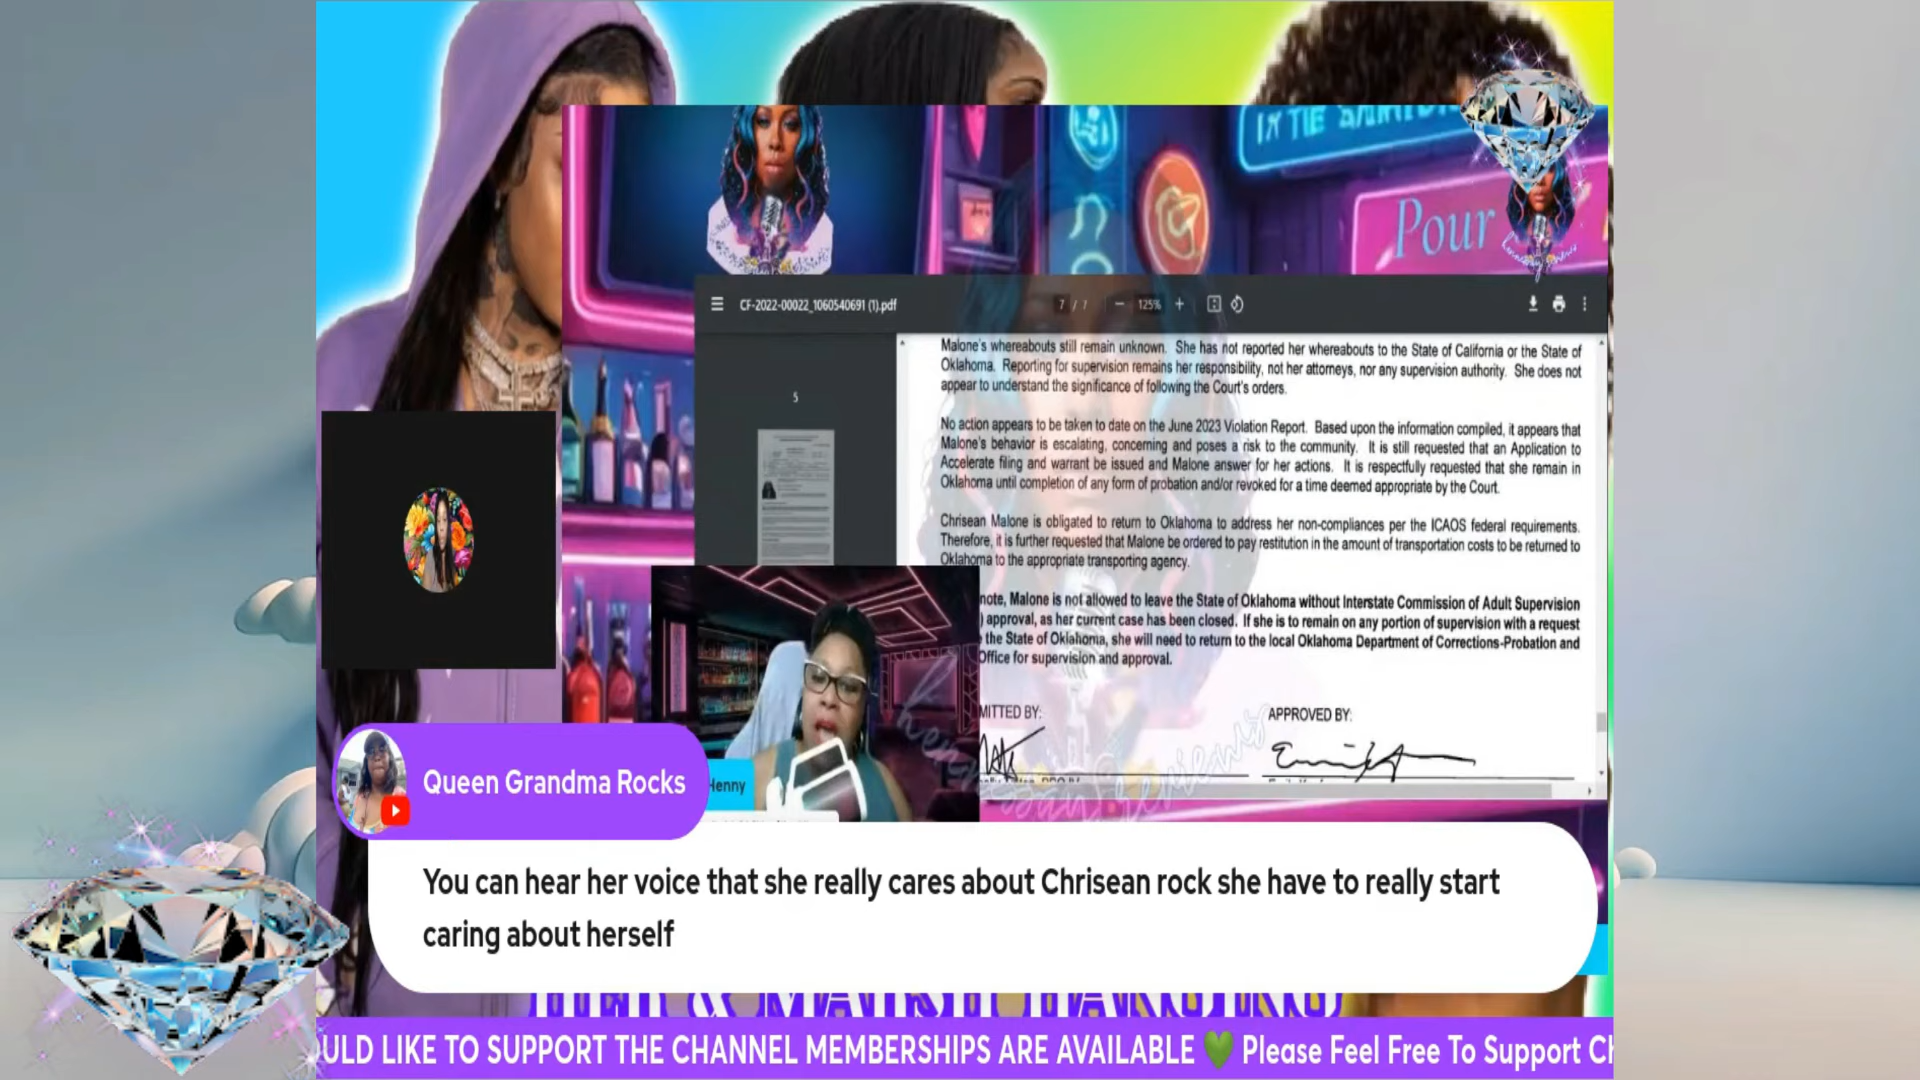 Pour
CF-2022-00022_1060540691 (1).pdf
7 / 7
125%
5
Malone's whereabouts still remain unknown. She has not reported her whereabouts to the State of California or the State of
Oklahoma. Reporting for supervision remains her responsibility, not her attorneys, nor any supervision authority. She does not
appear to understand the significance of following the Court's orders.
No action appears to be taken to date on the June 2023 Violation Report. Based upon the information compiled, it appears that
Malone's behavior is escalating, concerning and poses a risk to the community. It is still requested that an Application to
Accelerate filing and warrant be issued and Malone answer for her actions. It is respectfully requested that she remain in
Oklahoma until completion of any form of probation and/or revoked for a time deemed appropriate by the Court.
Chrisean Malone is obligated to return to Oklahoma to address her non-compliances per the ICAOS federal requirements.
Therefore, it is further requested that Malone be ordered to pay restitution in the amount of transportation costs to be returned to
Oklahoma to the appropriate transporting agency.
note, Malone is not allowed to leave the State of Oklahoma without Interstate Commission of Adult Supervision
) approval, as her current case has been closed. If she is to remain on any portion of supervision with a request
the State of Oklahoma, she will need to return to the local Oklahoma Department of Corrections-Probation and
Office for supervision and approval.
MITTED BY:
APPROVED BY:
Henny
Queen Grandma Rocks
You can hear her voice that she really cares about Chrisean rock she have to really start
caring about herself
ULD LIKE TO SUPPORT THE CHANNEL MEMBERSHIPS ARE AVAILABLE 💚 Please Feel Free To Support Ch